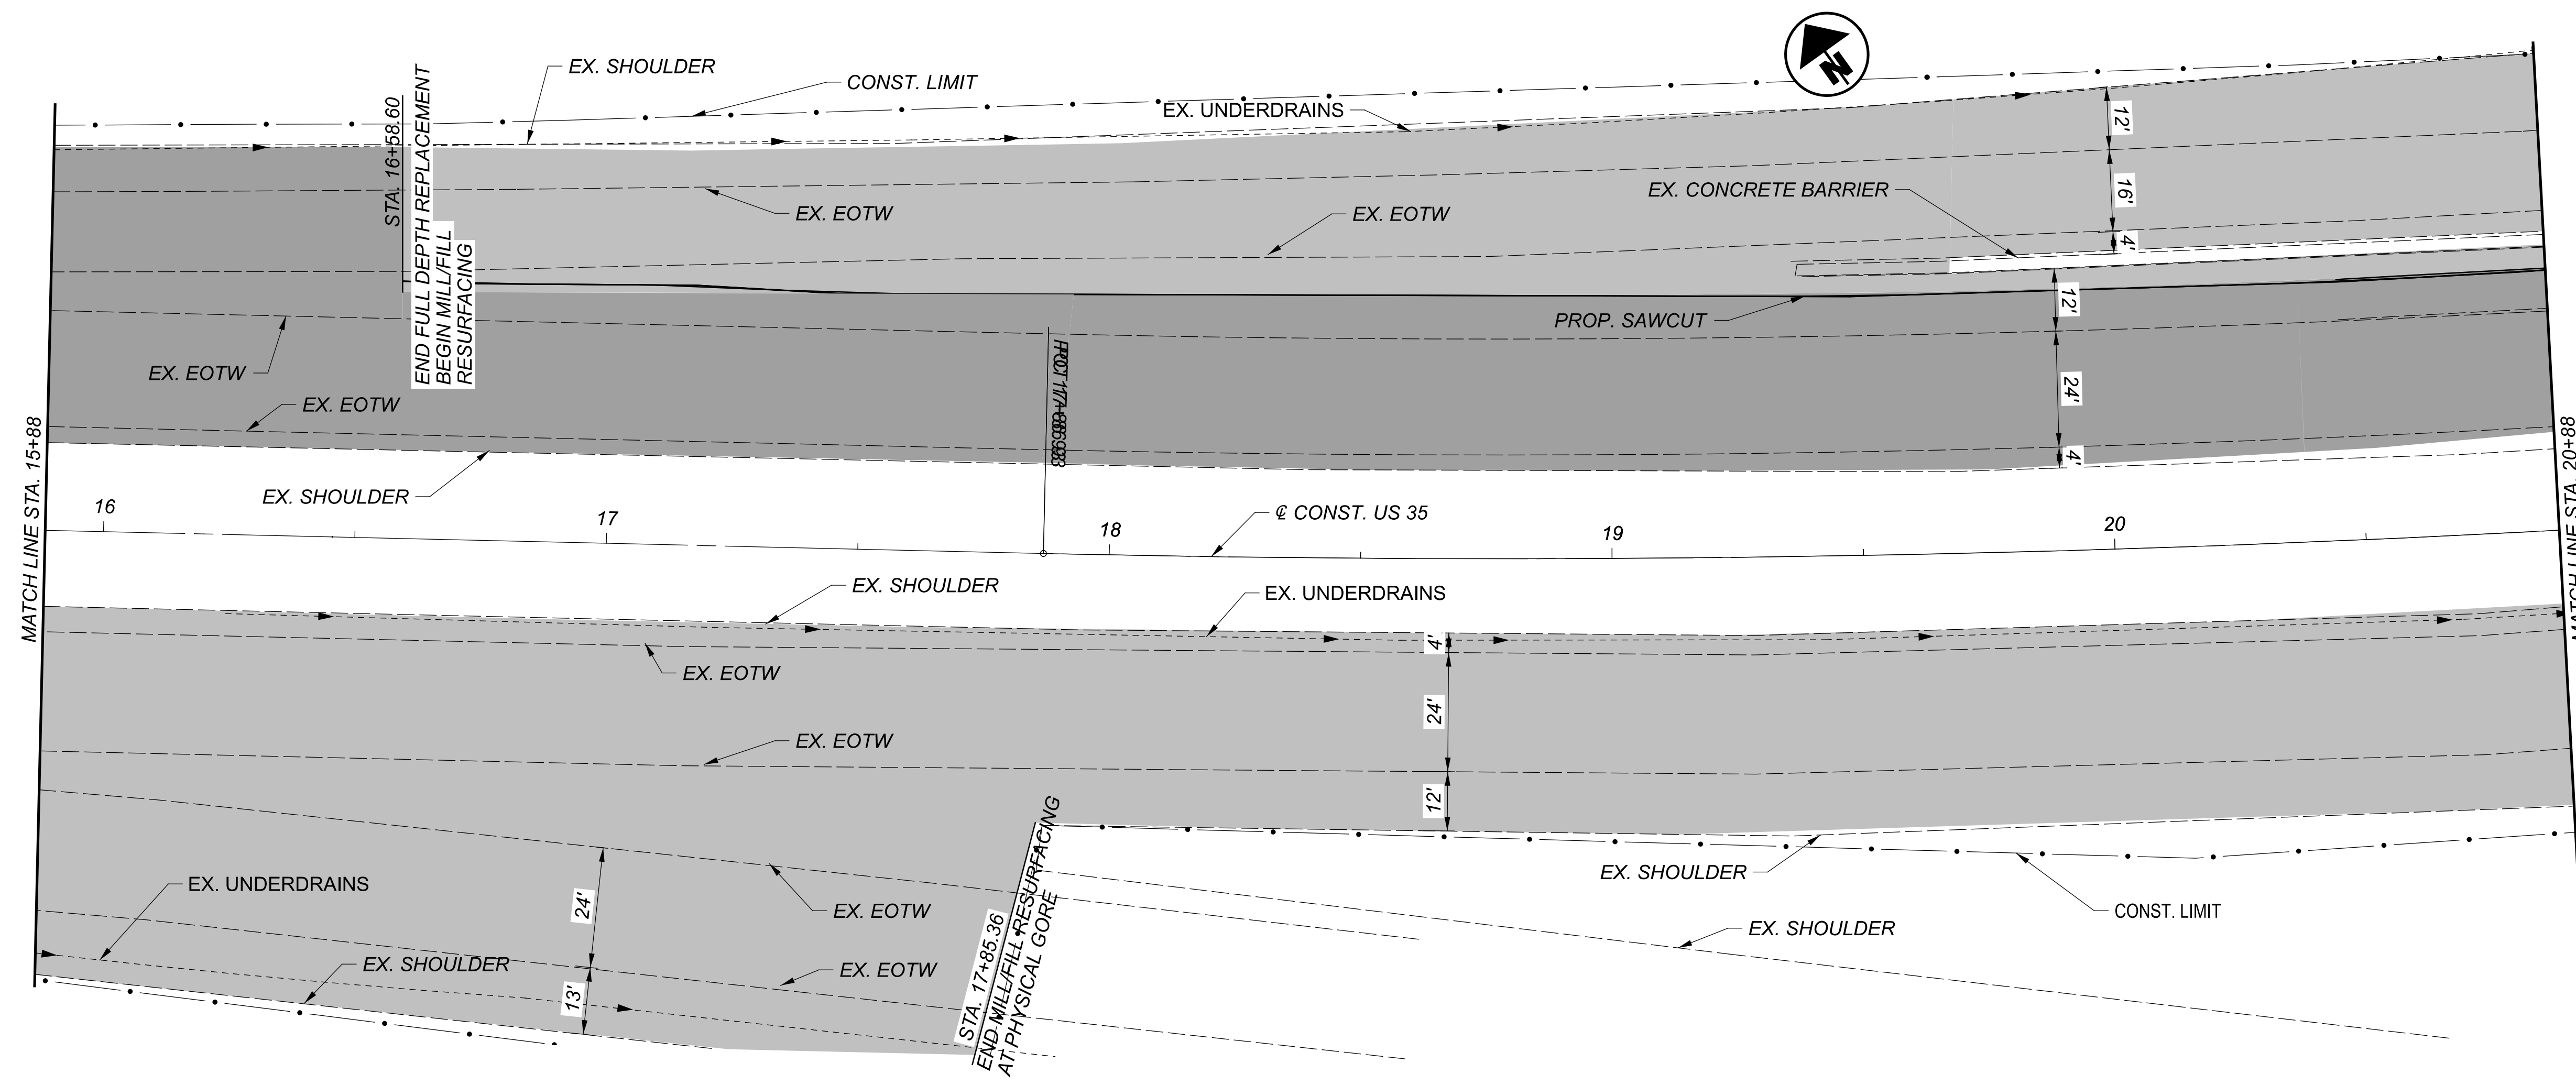 EX. SHOULDER
CONST. LIMIT
N
EX. UNDERDRAINS
STA. 16+58.60
END FULL DEPTH REPLACEMENT
BEGIN MILL/FILL
RESURFACING
12'
16'
4'
EX. CONCRETE BARRIER
EX. EOTW
EX. EOTW
12'
PROP. SAWCUT
EX. EOTW
EX. EOTW
24'
4'
EX. SHOULDER
MATCH LINE STA. 15+88
MATCH LINE STA. 20+88
16
17
18
19
20
℄ CONST. US 35
EX. SHOULDER
EX. UNDERDRAINS
4'
EX. EOTW
24'
EX. EOTW
12'
EX. SHOULDER
EX. UNDERDRAINS
24'
EX. EOTW
CONST. LIMIT
EX. SHOULDER
EX. SHOULDER
EX. EOTW
13'
STA. 17+85.36
END MILL/FILL RESURFACING
AT PHYSICAL GORE